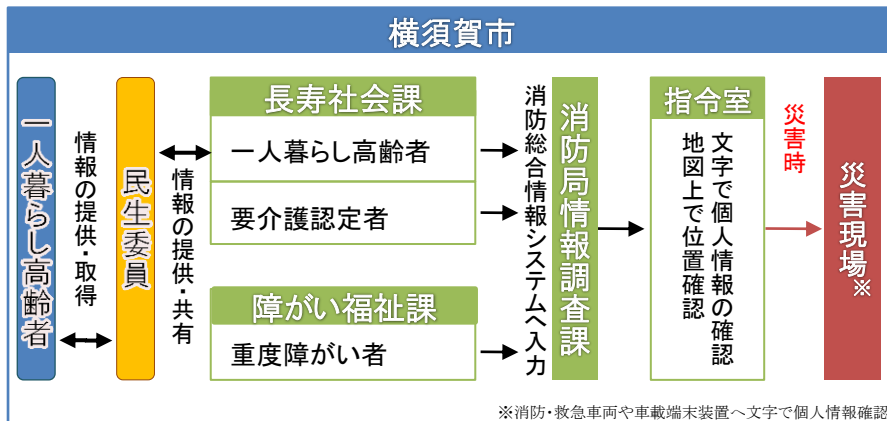 横須賀市
一人暮らし高齢者
情報の提供・取得
民生委員
情報の提供・共有
長寿社会課
一人暮らし高齢者
要介護認定者
障がい福祉課
重度障がい者
消防総合情報システムへ入力
消防局情報調査課
指令室
文字で個人情報の確認
地図上で位置確認
災害時
災害現場※
※消防・救急車両や車載端末装置へ文字で個人情報確認